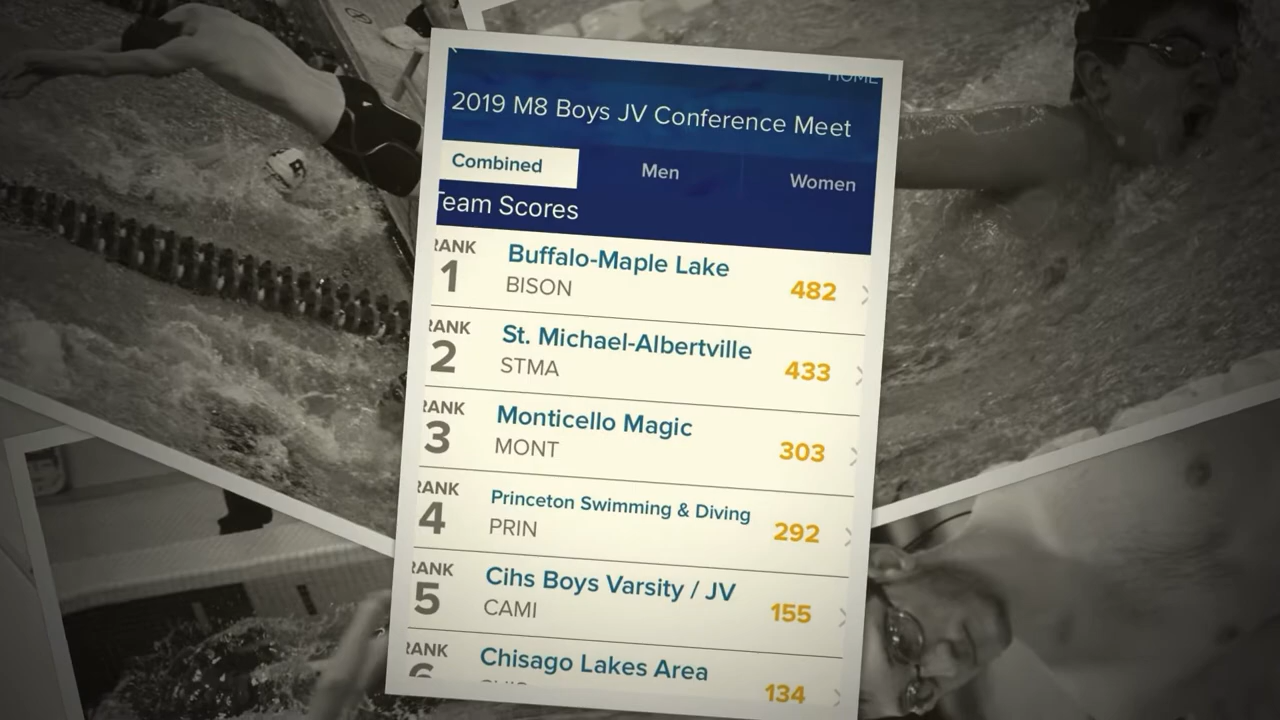 HOME
2019 M8 Boys JV Conference Meet
Combined Men Women
Team Scores
RANK
1
Buffalo-Maple Lake
BISON
482
RANK
2
St. Michael-Albertville
STMA
433
RANK
3
Monticello Magic
MONT
303
RANK
4
Princeton Swimming & Diving
PRIN
292
RANK
5
Cihs Boys Varsity / JV
CAMI
155
RANK
6
Chisago Lakes Area
134